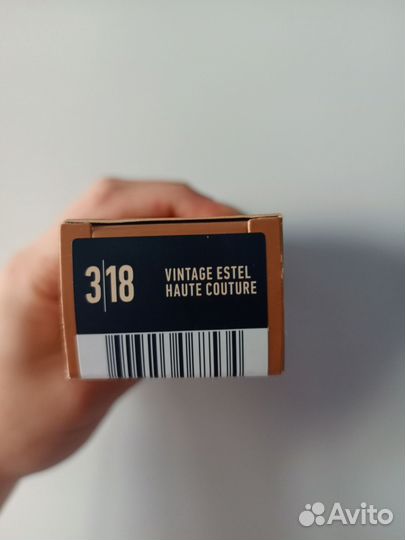 3|18
VINTAGE ESTEL
HAUTE COUTURE
Avito